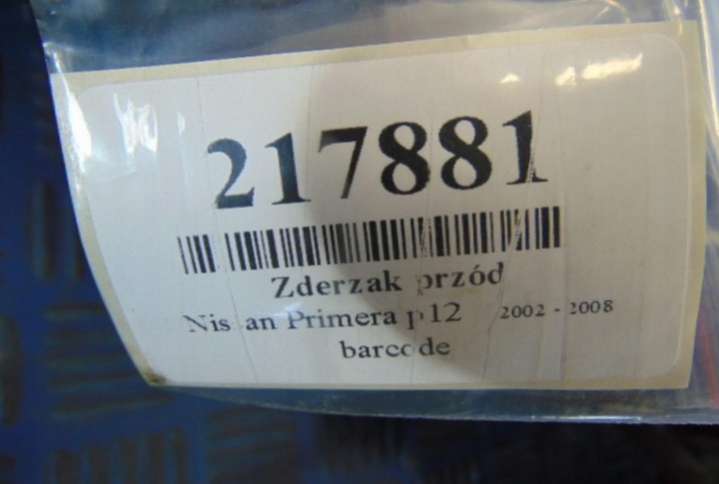 217881
Zderzak przód
Nissan Primera p12 2002 - 2008
barcode